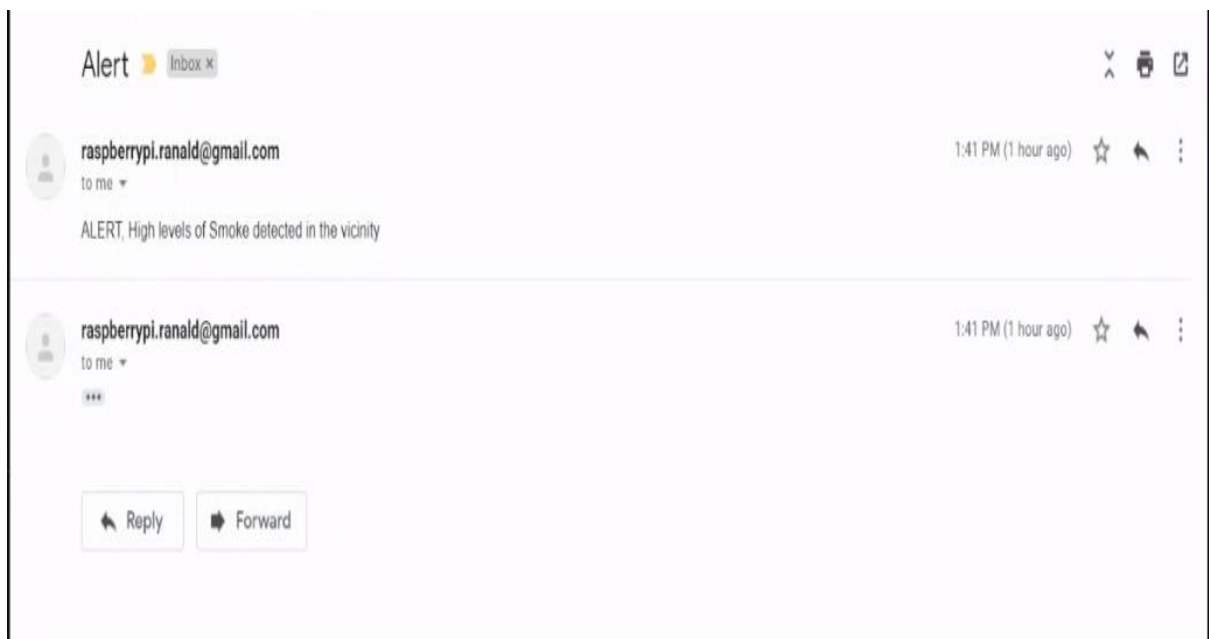 Alert Inbox ×
raspberrypi.ranald@gmail.com 1:41 PM (1 hour ago)
to me
ALERT, High levels of Smoke detected in the vicinity
raspberrypi.ranald@gmail.com 1:41 PM (1 hour ago)
to me
•••
Reply Forward